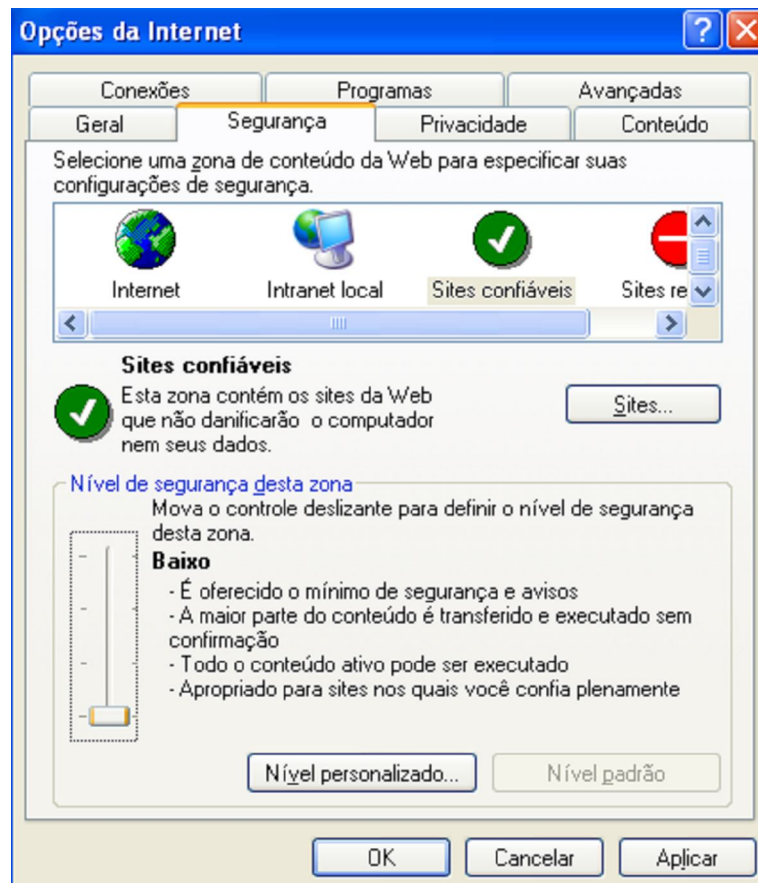 Opções da Internet
Conexões Programas Avançadas
Geral Segurança Privacidade Conteúdo
Selecione uma zona de conteúdo da Web para especificar suas
configurações de segurança.
Internet Intranet local Sites confiáveis Sites re
Sites confiáveis
Esta zona contém os sites da Web
que não danificarão o computador
nem seus dados.
Sites...
Nível de segurança desta zona
Mova o controle deslizante para definir o nível de segurança
desta zona.
Baixo
- É oferecido o mínimo de segurança e avisos
- A maior parte do conteúdo é transferido e executado sem
confirmação
- Todo o conteúdo ativo pode ser executado
- Apropriado para sites nos quais você confia plenamente
Nível personalizado... Nível padrão
OK Cancelar Aplicar